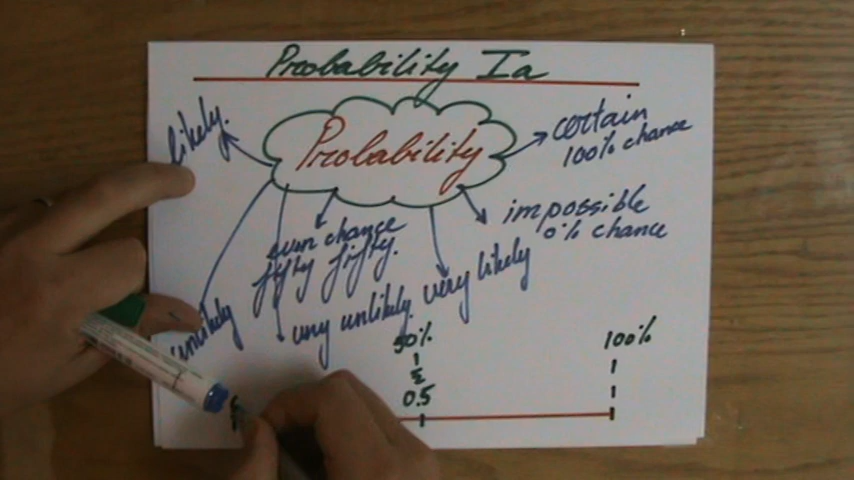 Probability Ia
Probability
likely.
certain
100% chance
impossible
0% chance
even chance
fifty fifty.
very likely
very unlikely
unlikely
50%
100%
0.5